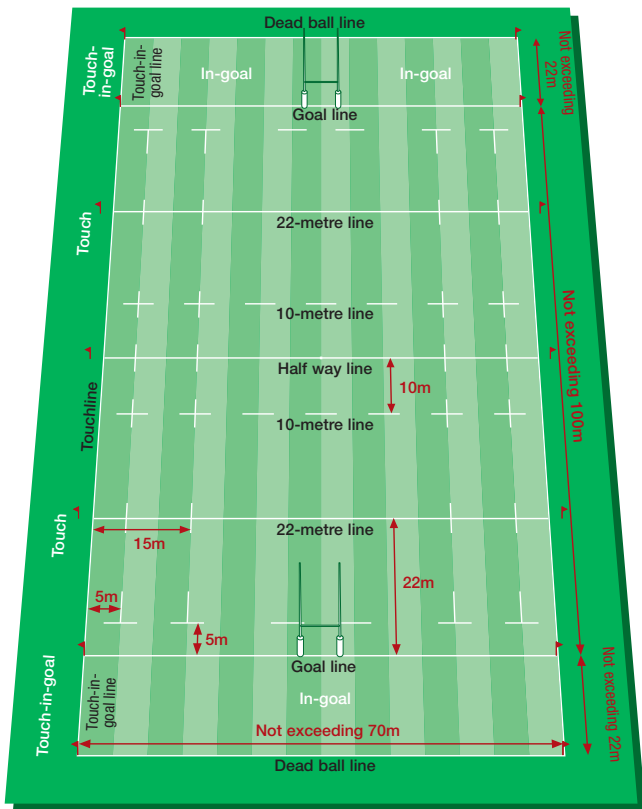 Dead ball line
Touch-
in-goal
Touch-in-
goal line
In-goal
In-goal
Not exceeding
22m
Goal line
Touch
22-metre line
10-metre line
Half way line
10m
Touchline
10-metre line
Not exceeding 100m
Touch
22-metre line
15m
22m
5m
5m
Goal line
Touch-in-goal
Touch-in-
goal line
In-goal
Not exceeding 22m
Not exceeding 70m
Dead ball line